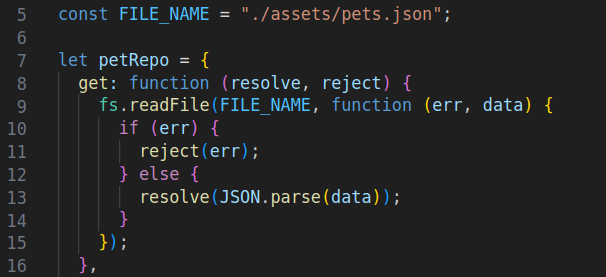 5 const FILE_NAME = "./assets/pets.json";
6
7 let petRepo = {
8 get: function (resolve, reject) {
9 fs.readFile(FILE_NAME, function (err, data) {
10 if (err) {
11 reject(err);
12 } else {
13 resolve(JSON.parse(data));
14 }
15 });
16 },